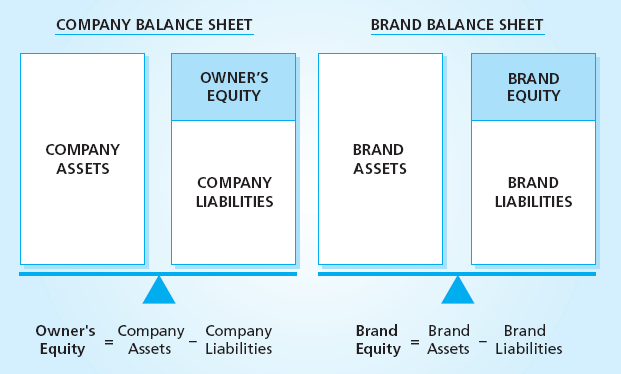 COMPANY BALANCE SHEET
COMPANY
ASSETS
OWNER'S
EQUITY
COMPANY
LIABILITIES
Owner's
Equity = Company
Assets – Company
Liabilities
BRAND BALANCE SHEET
BRAND
ASSETS
BRAND
EQUITY
BRAND
LIABILITIES
Brand
Equity = Brand
Assets – Brand
Liabilities